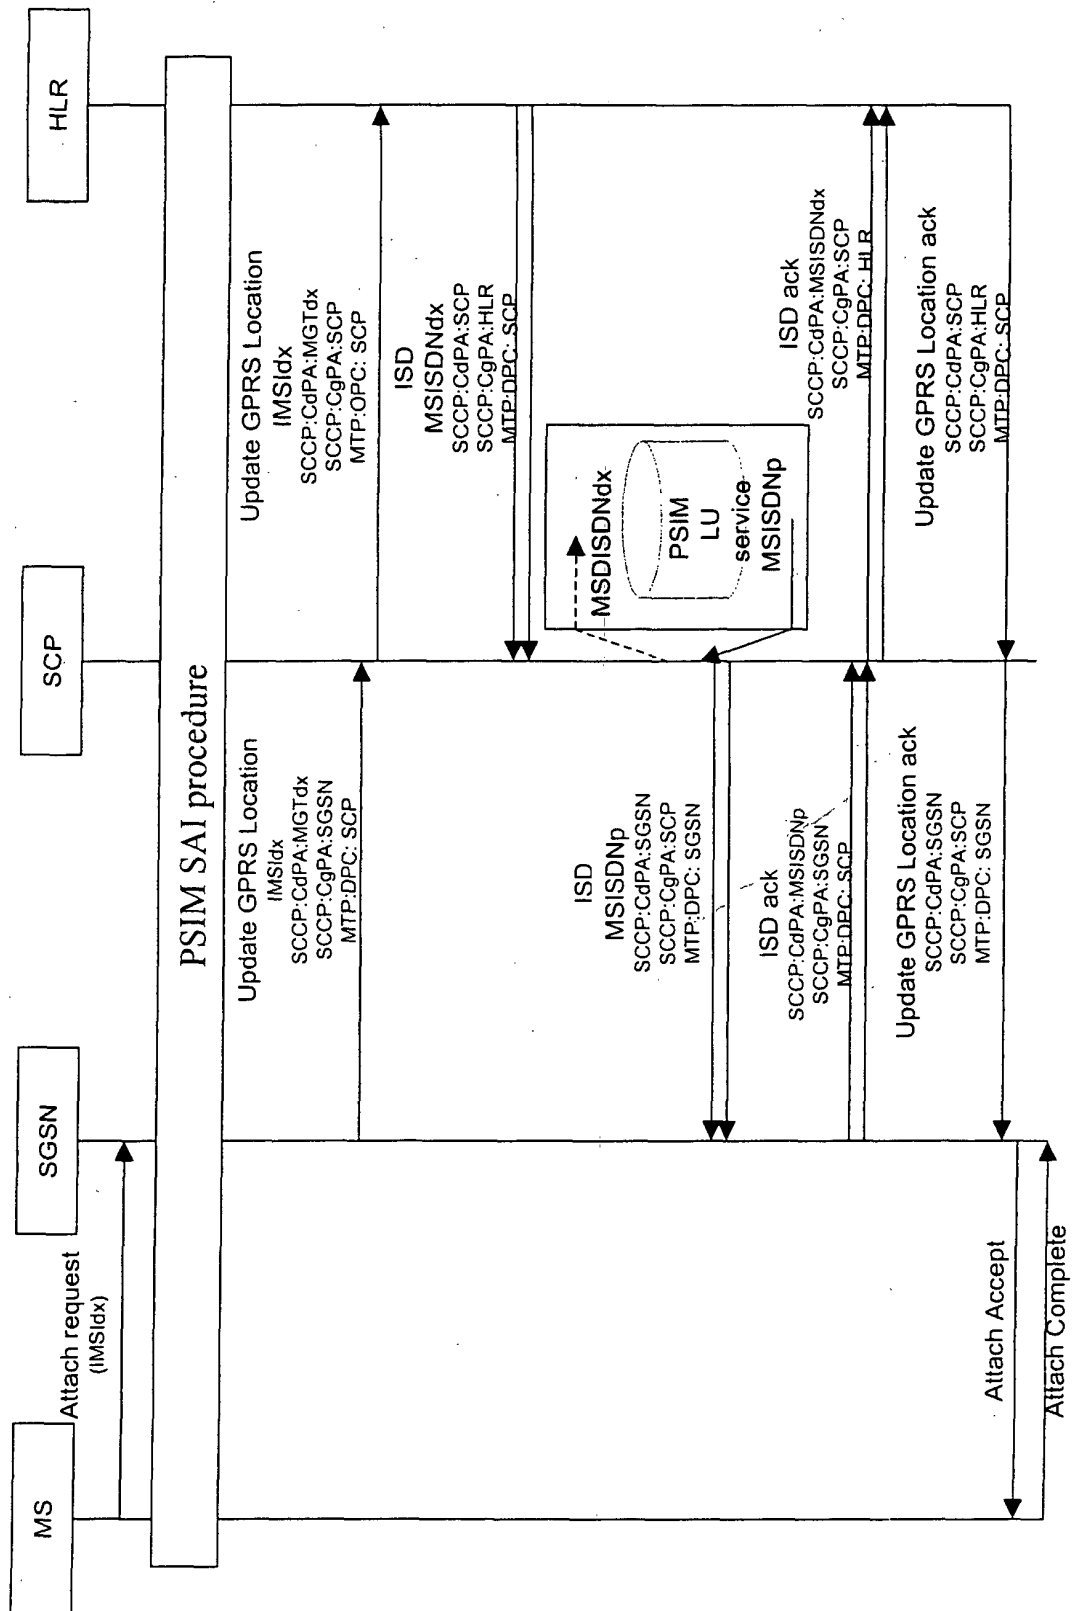 MS
SGSN
SCP
HLR
Attach request
(IMSIdx)
PSIM SAI procedure
Update GPRS Location
IMSIdx
SCCP:CdPA:MGTdx
SCCP:CgPA:SGSN
MTP:DPC: SCP
Update GPRS Location
IMSIdx
SCCP:CdPA:MGTdx
SCCP:CgPA:SCP
MTP:OPC: SCP
ISD
MSISDNdx
SCCP:CdPA:SCP
SCCP:CgPA:HLR
MTP:DPC: SCP
MSDISDNdx
PSIM
LU
service
MSISDNp
ISD
MSISDNp
SCCP:CdPA:SGSN
SCCP:CgPA:SCP
MTP:DPC: SGSN
ISD ack
SCCP:CdPA:MSISDNp
SCCP:CgPA:SGSN
MTP:DPC: SCP
ISD ack
SCCP:CdPA:MSISDNdx
SCCP:CgPA:SCP
MTP:DPC: HLR
Update GPRS Location ack
SCCP:CdPA:SCP
SCCP:CgPA:HLR
MTP:DPC: SCP
Update GPRS Location ack
SCCP:CdPA:SGSN
SCCP:CgPA:SCP
MTP:DPC: SGSN
Attach Accept
Attach Complete